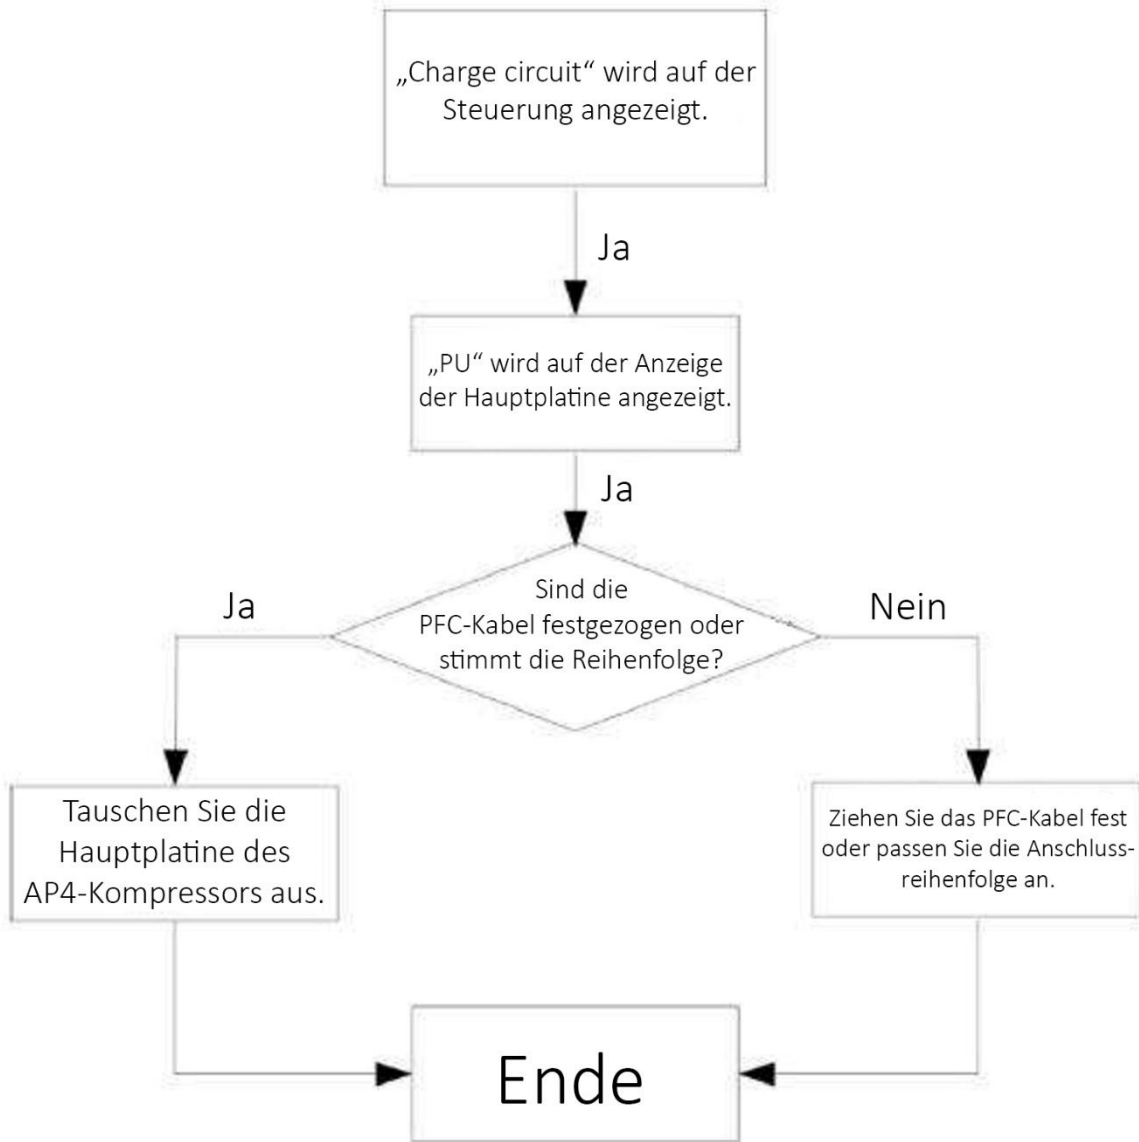 „Charge circuit“ wird auf der
Steuerung angezeigt.
Ja
„PU“ wird auf der Anzeige
der Hauptplatine angezeigt.
Ja
Sind die
PFC-Kabel festgezogen oder
stimmt die Reihenfolge?
Ja
Nein
Tauschen Sie die
Hauptplatine des
AP4-Kompressors aus.
Ziehen Sie das PFC-Kabel fest
oder passen Sie die Anschluss-
reihenfolge an.
Ende